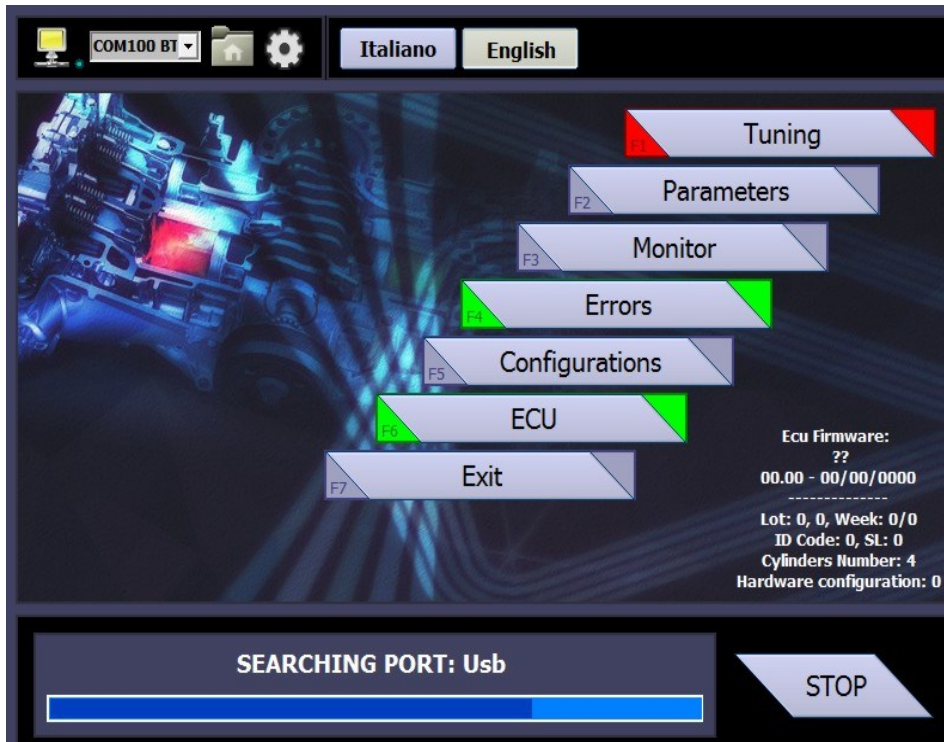 COM100 BT
Italiano
English
F1
Tuning
F2
Parameters
F3
Monitor
F4
Errors
F5
Configurations
F6
ECU
F7
Exit
Ecu Firmware:
??
00.00 - 00/00/0000
--------------
Lot: 0, 0, Week: 0/0
ID Code: 0, SL: 0
Cylinders Number: 4
Hardware configuration: 0
SEARCHING PORT: Usb
STOP